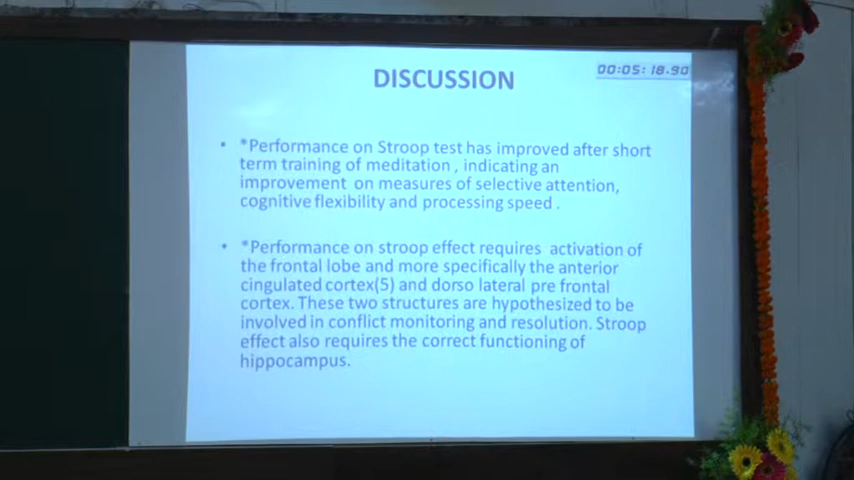 DISCUSSION
00:05:18.90
• *Performance on Stroop test has improved after short
term training of meditation , indicating an
improvement on measures of selective attention,
cognitive flexibility and processing speed .
• *Performance on stroop effect requires activation of
the frontal lobe and more specifically the anterior
cingulated cortex(5) and dorso lateral pre frontal
cortex. These two structures are hypothesized to be
involved in conflict monitoring and resolution. Stroop
effect also requires the correct functioning of
hippocampus.